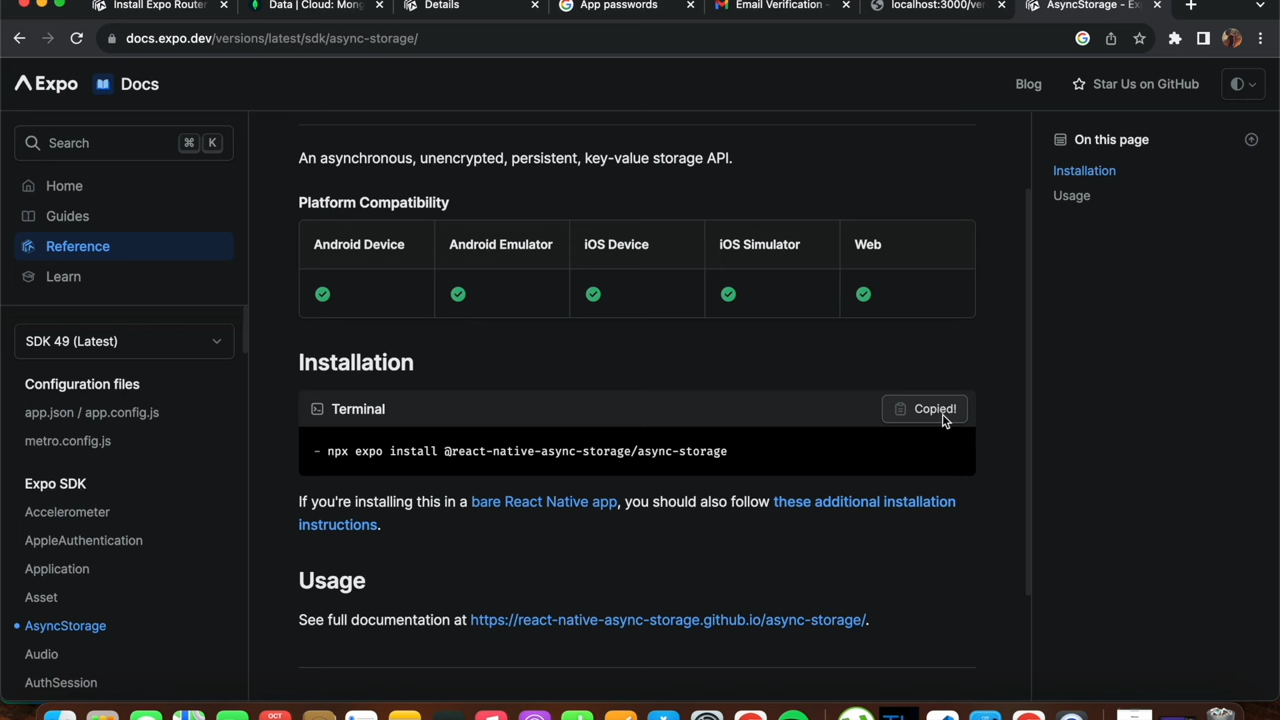 Install Expo Router
Data | Cloud: Mong
Details
App passwords
Email Verification -
localhost:3000/ver
AsyncStorage - Ex
docs.expo.dev/versions/latest/sdk/async-storage/
Expo Docs
Blog
Star Us on GitHub
Search
⌘ K
Home
Guides
Reference
Learn
SDK 49 (Latest)
Configuration files
app.json / app.config.js
metro.config.js
Expo SDK
Accelerometer
AppleAuthentication
Application
Asset
AsyncStorage
Audio
AuthSession
An asynchronous, unencrypted, persistent, key-value storage API.
Platform Compatibility
Android Device Android Emulator iOS Device iOS Simulator Web
Installation
Terminal
Copied!
- npx expo install @react-native-async-storage/async-storage
If you're installing this in a bare React Native app, you should also follow these additional installation
instructions.
Usage
See full documentation at https://react-native-async-storage.github.io/async-storage/.
On this page
Installation
Usage
OCT